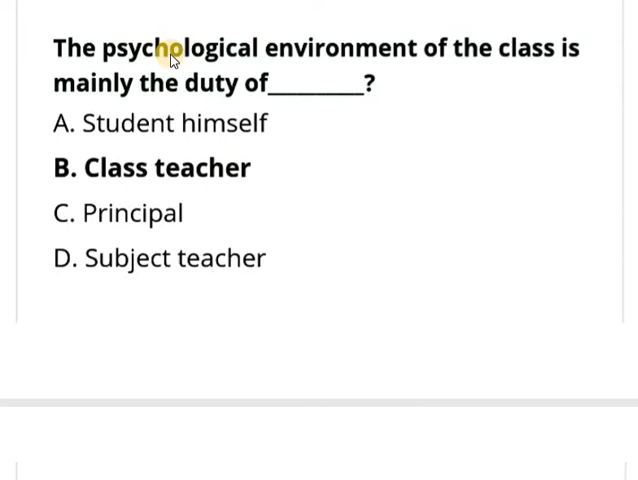 The psychological environment of the class is
mainly the duty of________?
A. Student himself
B. Class teacher
C. Principal
D. Subject teacher